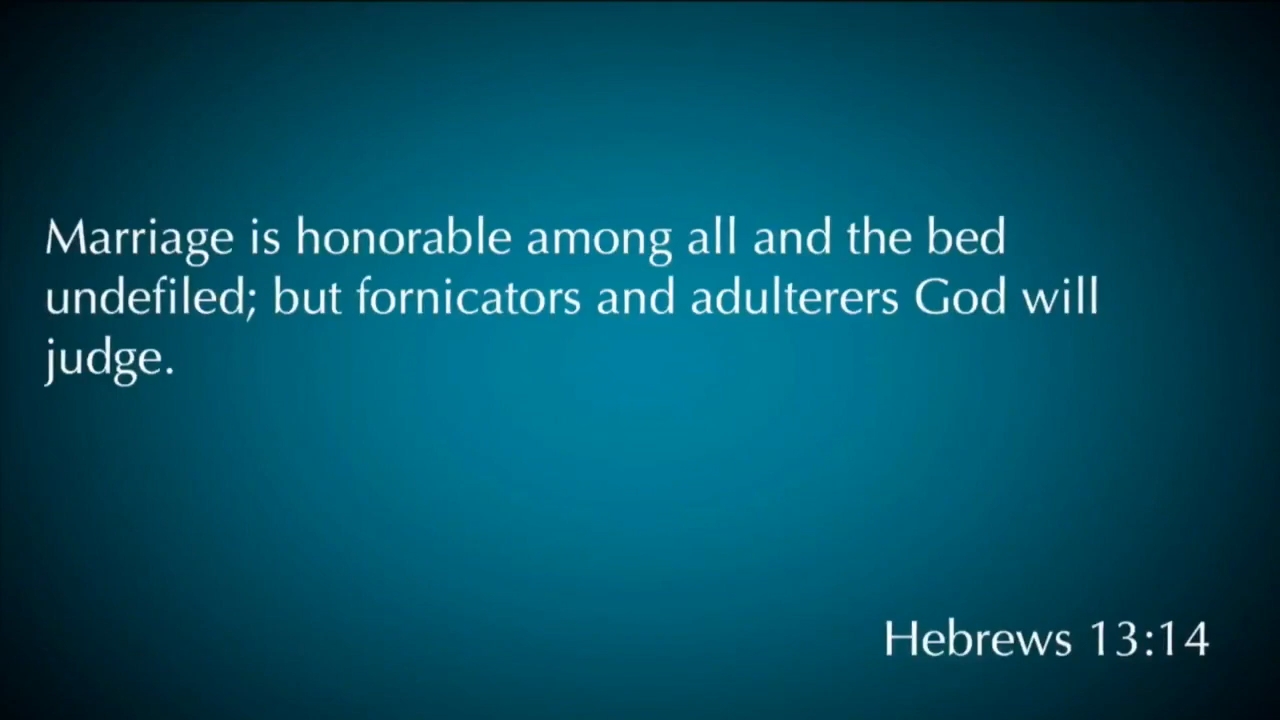 Marriage is honorable among all and the bed
undefiled; but fornicators and adulterers God will
judge.
Hebrews 13:14